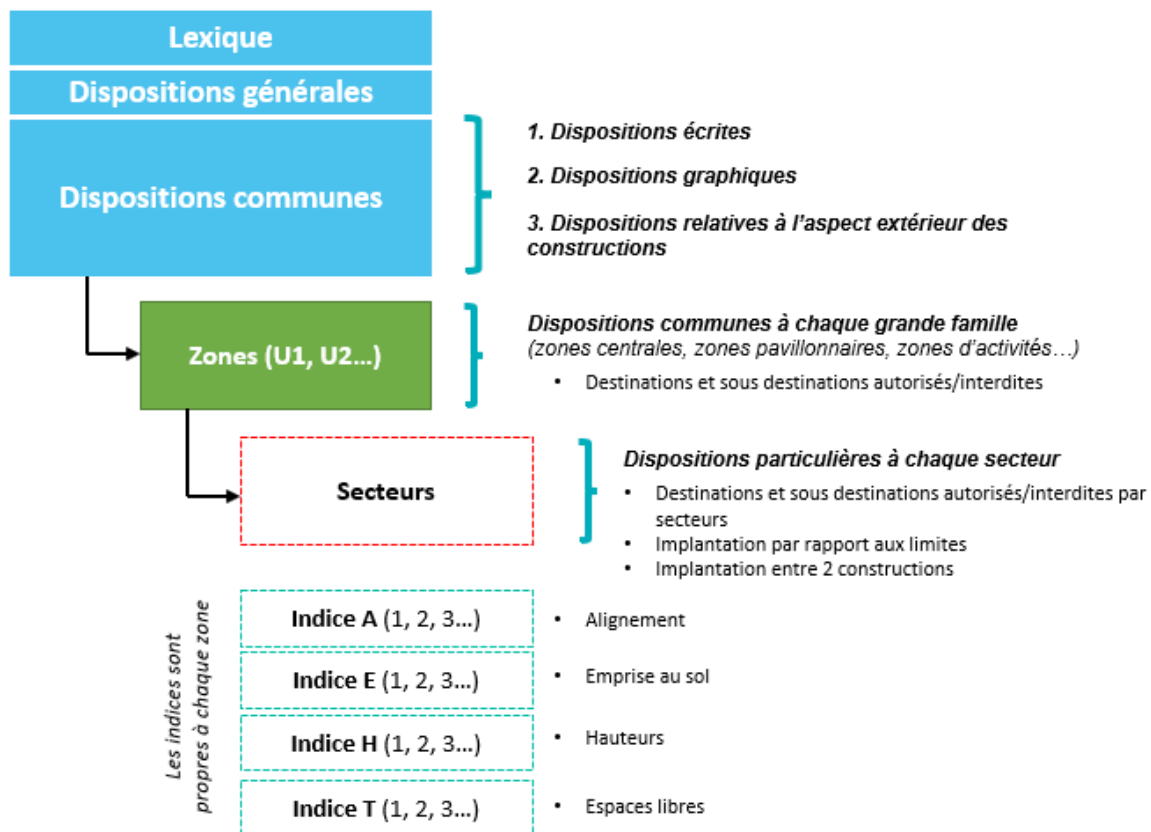 Lexique
Dispositions générales
Dispositions communes
1. Dispositions écrites
2. Dispositions graphiques
3. Dispositions relatives à l'aspect extérieur des
constructions
Zones (U1, U2...)
Dispositions communes à chaque grande famille
(zones centrales, zones pavillonnaires, zones d'activités...)
• Destinations et sous destinations autorisés/interdites
Secteurs
Dispositions particulières à chaque secteur
• Destinations et sous destinations autorisés/interdites par
secteurs
• Implantation par rapport aux limites
• Implantation entre 2 constructions
Les indices sont
propres à chaque zone
Indice A (1, 2, 3...)
• Alignement
Indice E (1, 2, 3...)
• Emprise au sol
Indice H (1, 2, 3...)
• Hauteurs
Indice T (1, 2, 3...)
• Espaces libres